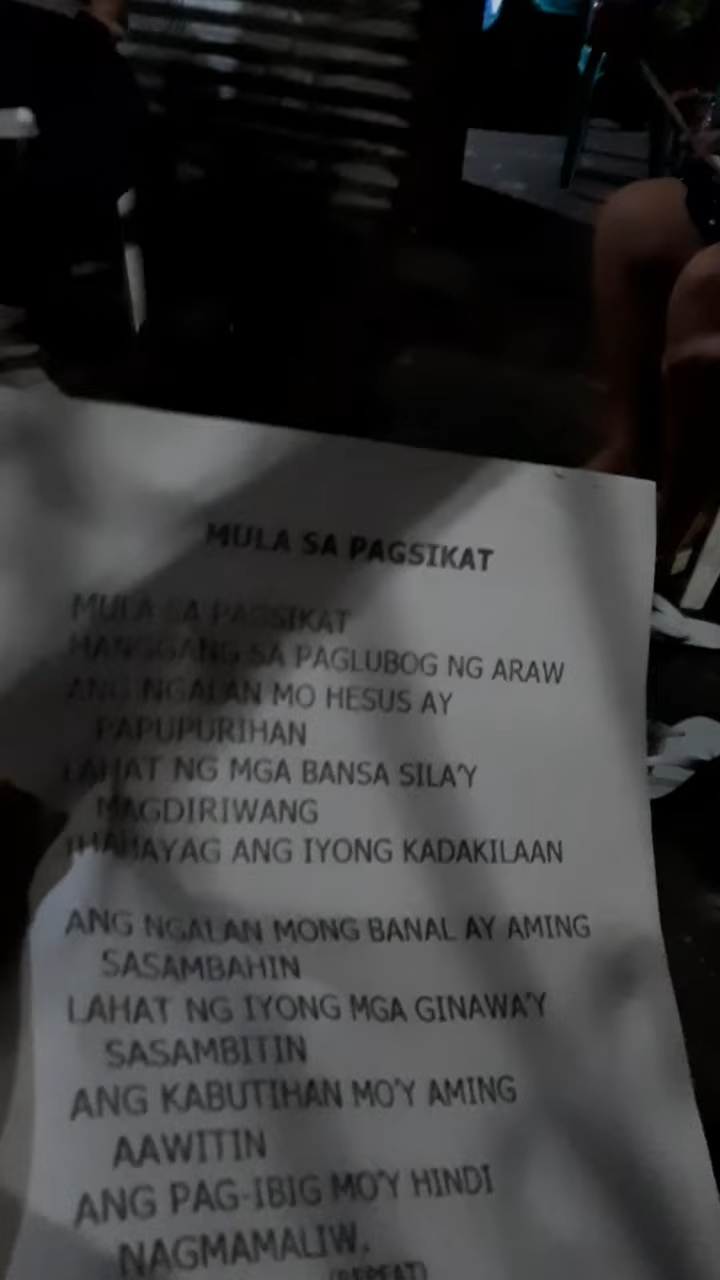 MULA SA PAGSIKAT
MULA SA PAGSIKAT
HANGGANG SA PAGLUBOG NG ARAW
ANG NGALAN MO HESUS AY
PAPUPURIHAN
LAHAT NG MGA BANSA SILA'Y
MAGDIRIWANG
IHAHAYAG ANG IYONG KADAKILAAN
ANG NGALAN MONG BANAL AY AMING
SASAMBAHIN
LAHAT NG IYONG MGA GINAWA'Y
SASAMBITIN
ANG KABUTIHAN MO'Y AMING
AAWITIN
ANG PAG-IBIG MO'Y HINDI
NAGMAMALIW.
(REPEAT)